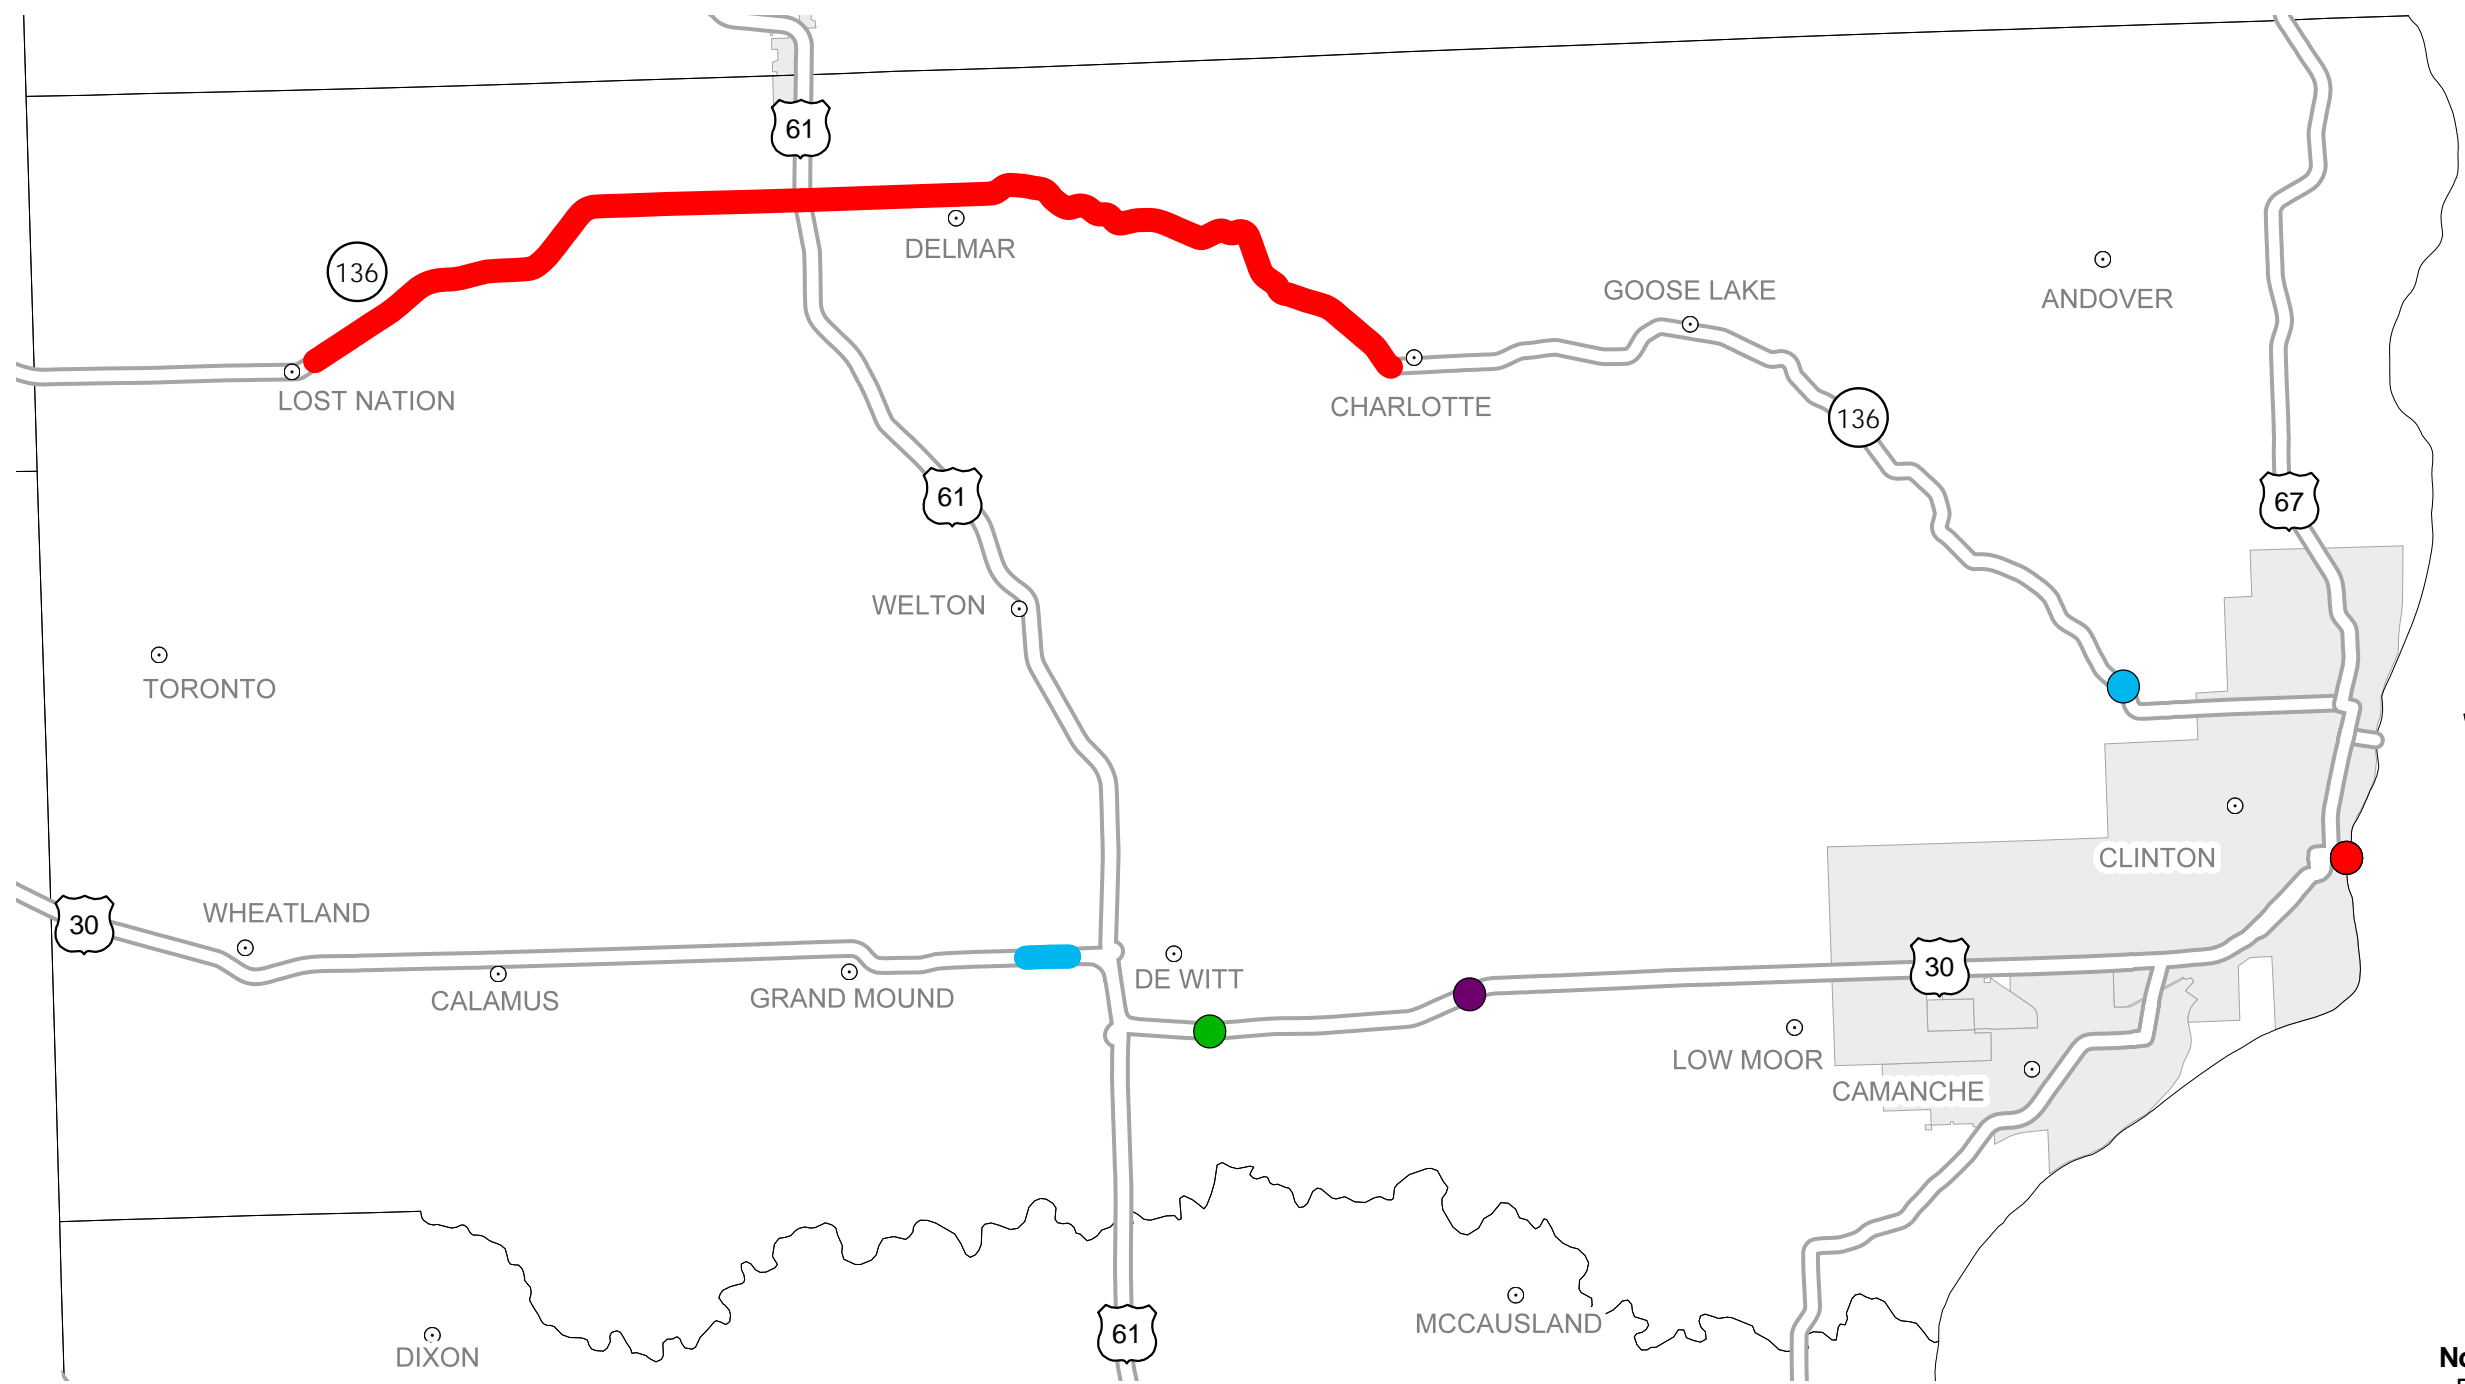 61
136
DELMAR
GOOSE LAKE
ANDOVER
LOST NATION
CHARLOTTE
136
61
67
WELTON
TORONTO
CLINTON
WHEATLAND
30
30
DE WITT
CALAMUS
GRAND MOUND
LOW MOOR
CAMANCHE
MCCAUSLAND
61
DIXON